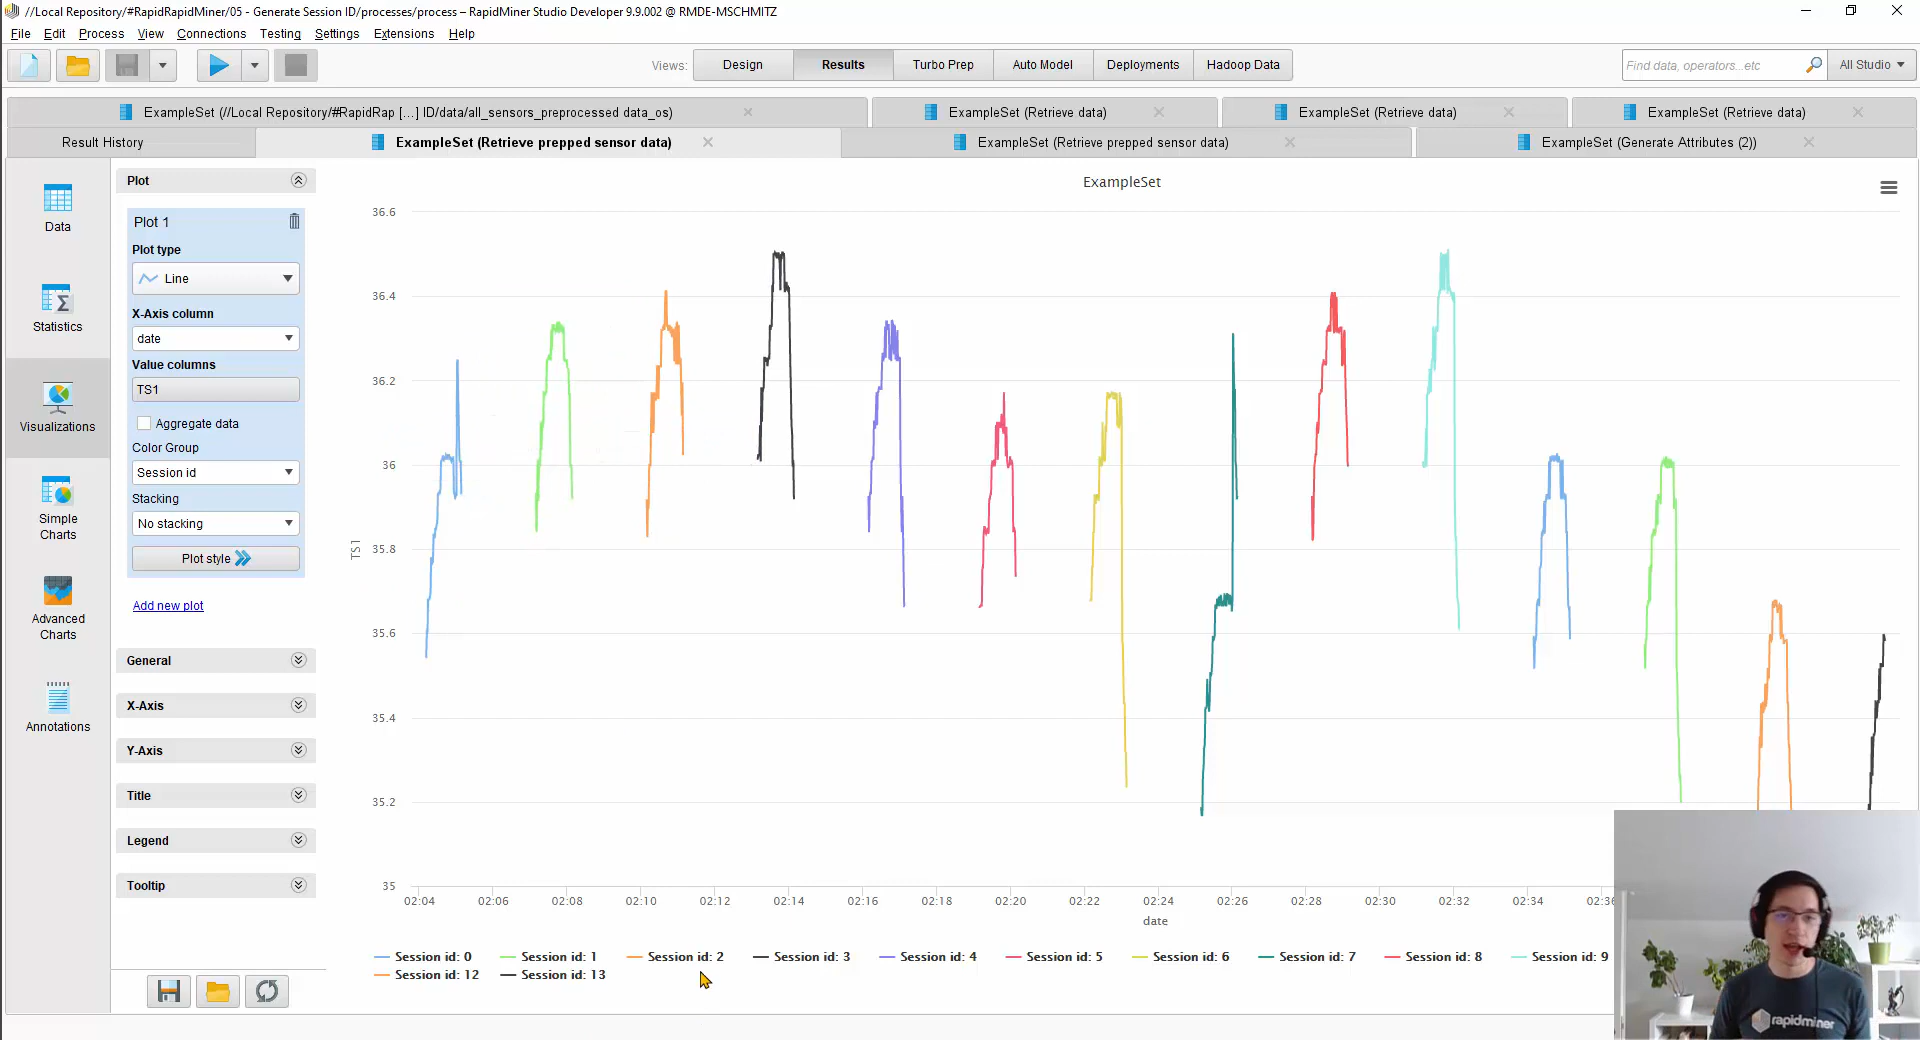 //Local Repository/#RapidRapidMiner/05 - Generate Session ID/processes/process – RapidMiner Studio Developer 9.9.002 @ RMDE-MSCHMITZ
File Edit Process View Connections Testing Settings Extensions Help
Views: Design Results Turbo Prep Auto Model Deployments Hadoop Data Find data, operators...etc All Studio
ExampleSet (//Local Repository/#RapidRap [...] ID/data/all_sensors_preprocessed data_os) ExampleSet (Retrieve data) ExampleSet (Retrieve data) ExampleSet (Retrieve data)
Result History ExampleSet (Retrieve prepped sensor data) ExampleSet (Retrieve prepped sensor data) ExampleSet (Generate Attributes (2))
Data
Statistics
Visualizations
Simple
Charts
Advanced
Charts
Annotations
Plot
Plot 1
Plot type
Line
X-Axis column
date
Value columns
TS1
Aggregate data
Color Group
Session id
Stacking
No stacking
Plot style
Add new plot
General
X-Axis
Y-Axis
Title
Legend
Tooltip
ExampleSet
36.6
36.4
36.2
36
35.8
35.6
35.4
35.2
35
TS1
02:04 02:06 02:08 02:10 02:12 02:14 02:16 02:18 02:20 02:22 02:24 02:26 02:28 02:30 02:32 02:34 02:36
date
Session id: 0 Session id: 1 Session id: 2 Session id: 3 Session id: 4 Session id: 5 Session id: 6 Session id: 7 Session id: 8 Session id: 9
Session id: 12 Session id: 13
rapidminer